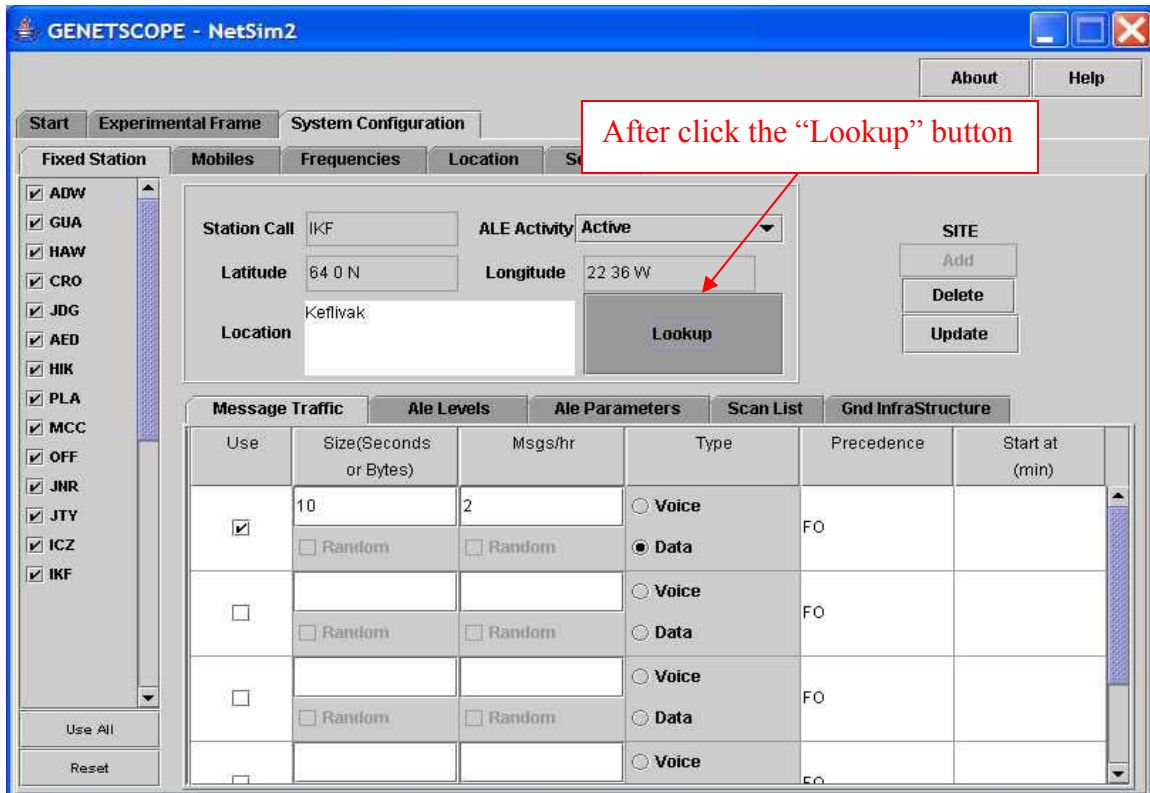 GENETSCOPE - NetSim2
About Help
Start Experimental Frame System Configuration
After click the “Lookup” button
Fixed Station Mobiles Frequencies Location
ADW
GUA
HAW
CRO
JDG
AED
HIK
PLA
MCC
OFF
JNR
JTY
ICZ
IKF
Use All
Reset
Station Call IKF ALE Activity Active
Latitude 64 0 N Longitude 22 36 W
Location Keflivak Lookup
SITE
Add
Delete
Update
Message Traffic Ale Levels Ale Parameters Scan List Gnd InfraStructure
Use Size(Seconds or Bytes) Msgs/hr Type Precedence Start at (min)
10 2 Voice FO
Random Random Data
Voice FO
Random Random Data
Voice FO
Random Random Data
Voice FO